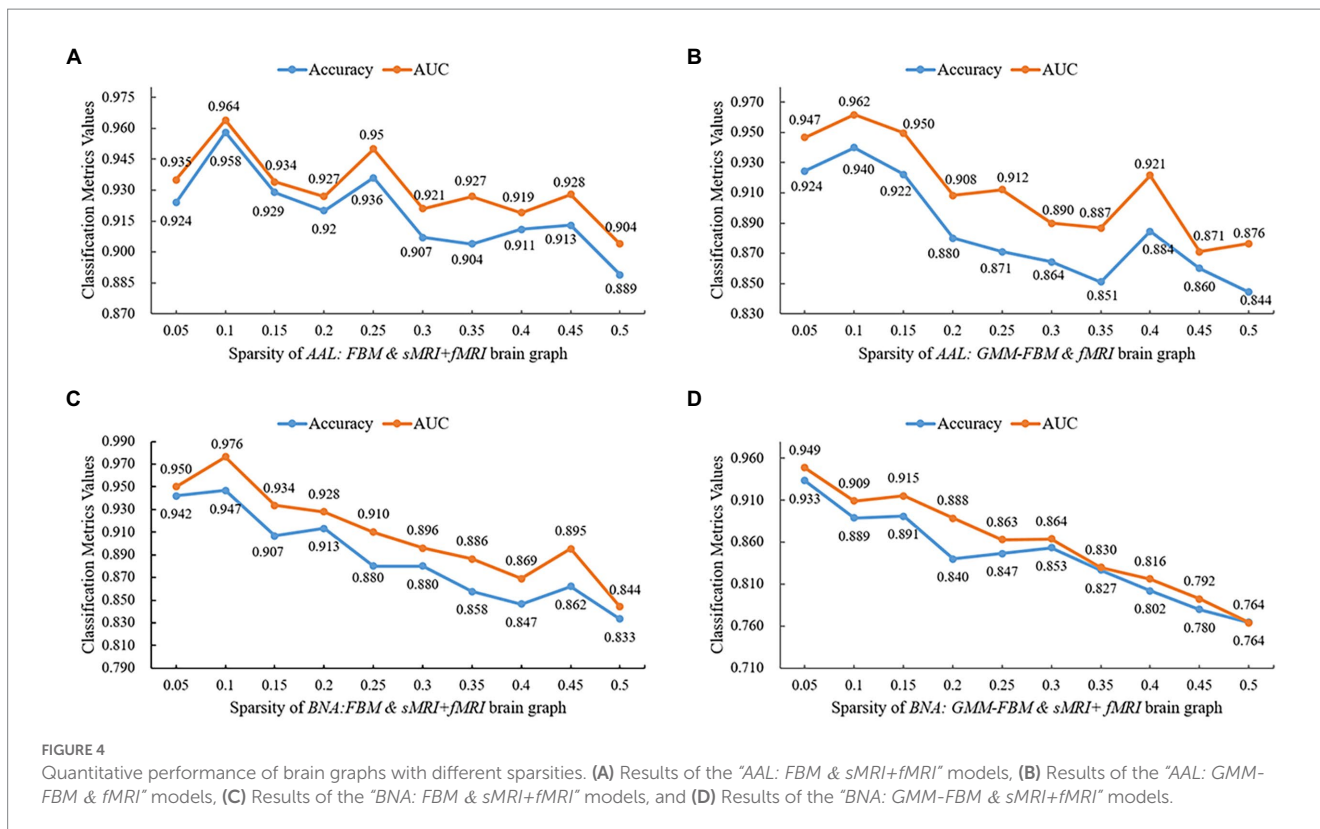 A
Accuracy AUC
Classification Metrics Values
0.975
0.960
0.945
0.930
0.915
0.900
0.885
0.870
0.935 0.964 0.934 0.927 0.95 0.921 0.927 0.919 0.928 0.904
0.924 0.958 0.929 0.92 0.936 0.907 0.904 0.911 0.913 0.889
0.05 0.1 0.15 0.2 0.25 0.3 0.35 0.4 0.45 0.5
Sparsity of AAL: FBM & sMRI+fMRI brain graph
B
Accuracy AUC
Classification Metrics Values
0.970
0.950
0.930
0.910
0.890
0.870
0.850
0.830
0.947 0.962 0.950 0.908 0.912 0.890 0.887 0.921 0.871 0.876
0.924 0.940 0.922 0.880 0.871 0.864 0.851 0.884 0.860 0.844
0.05 0.1 0.15 0.2 0.25 0.3 0.35 0.4 0.45 0.5
Sparsity of AAL: GMM-FBM & fMRI brain graph
C
Accuracy AUC
Classification Metrics Values
0.990
0.970
0.950
0.930
0.910
0.890
0.870
0.850
0.830
0.810
0.790
0.950 0.976 0.934 0.928 0.910 0.896 0.886 0.869 0.895 0.844
0.942 0.947 0.907 0.913 0.880 0.880 0.858 0.847 0.862 0.833
0.05 0.1 0.15 0.2 0.25 0.3 0.35 0.4 0.45 0.5
Sparsity of BNA:FBM & sMRI+fMRI brain graph
D
Accuracy AUC
Classification Metrics Values
0.960
0.910
0.860
0.810
0.760
0.710
0.949 0.909 0.915 0.888 0.863 0.864 0.830 0.816 0.792 0.764
0.933 0.889 0.891 0.840 0.847 0.853 0.827 0.802 0.780 0.764
0.05 0.1 0.15 0.2 0.25 0.3 0.35 0.4 0.45 0.5
Sparsity of BNA: GMM-FBM & sMRI+ fMRI brain graph
FIGURE 4
Quantitative performance of brain graphs with different sparsities. (A) Results of the “AAL: FBM & sMRI+fMRI” models, (B) Results of the “AAL: GMM-
FBM & fMRI” models, (C) Results of the “BNA: FBM & sMRI+fMRI” models, and (D) Results of the “BNA: GMM-FBM & sMRI+fMRI” models.